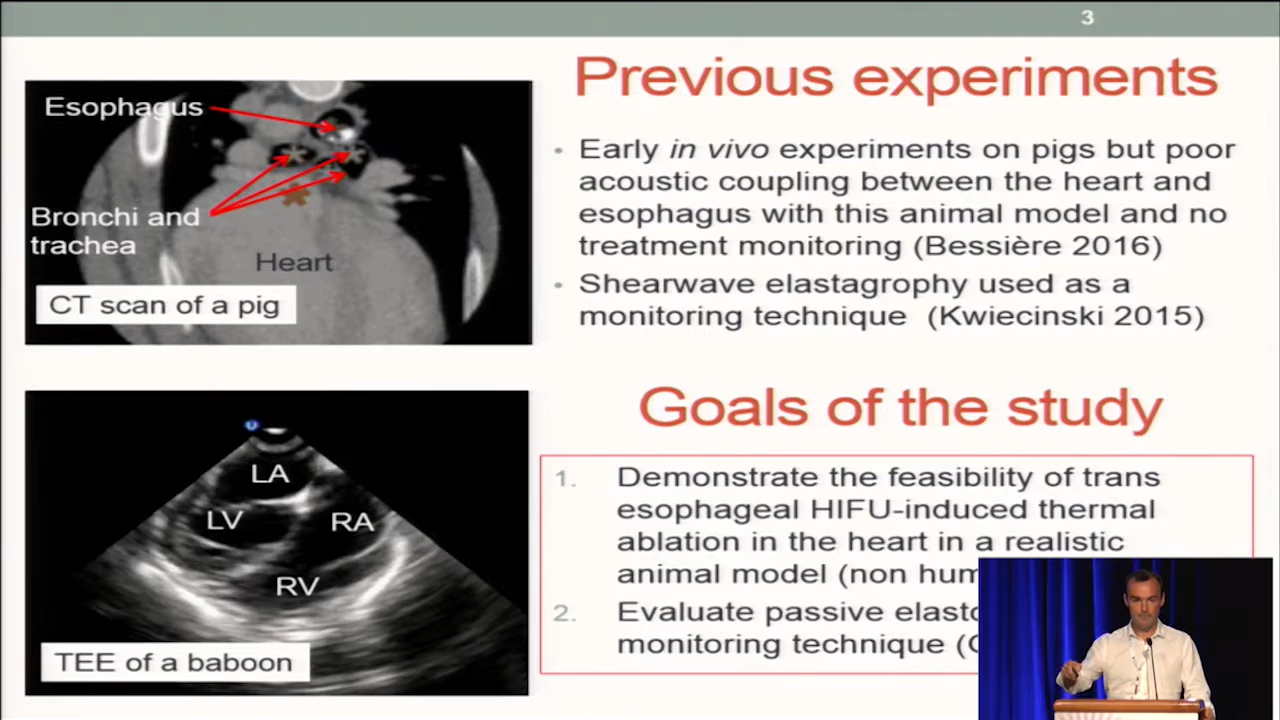 3
Previous experiments
Esophagus
Bronchi and
trachea
Heart
CT scan of a pig
• Early in vivo experiments on pigs but poor
acoustic coupling between the heart and
esophagus with this animal model and no
treatment monitoring (Bessière 2016)
• Shearwave elastagrophy used as a
monitoring technique (Kwiecinski 2015)
Goals of the study
LA
LV
RA
RV
TEE of a baboon
1. Demonstrate the feasibility of trans
esophageal HIFU-induced thermal
ablation in the heart in a realistic
animal model (non
2. Evaluate passive
monitoring technique